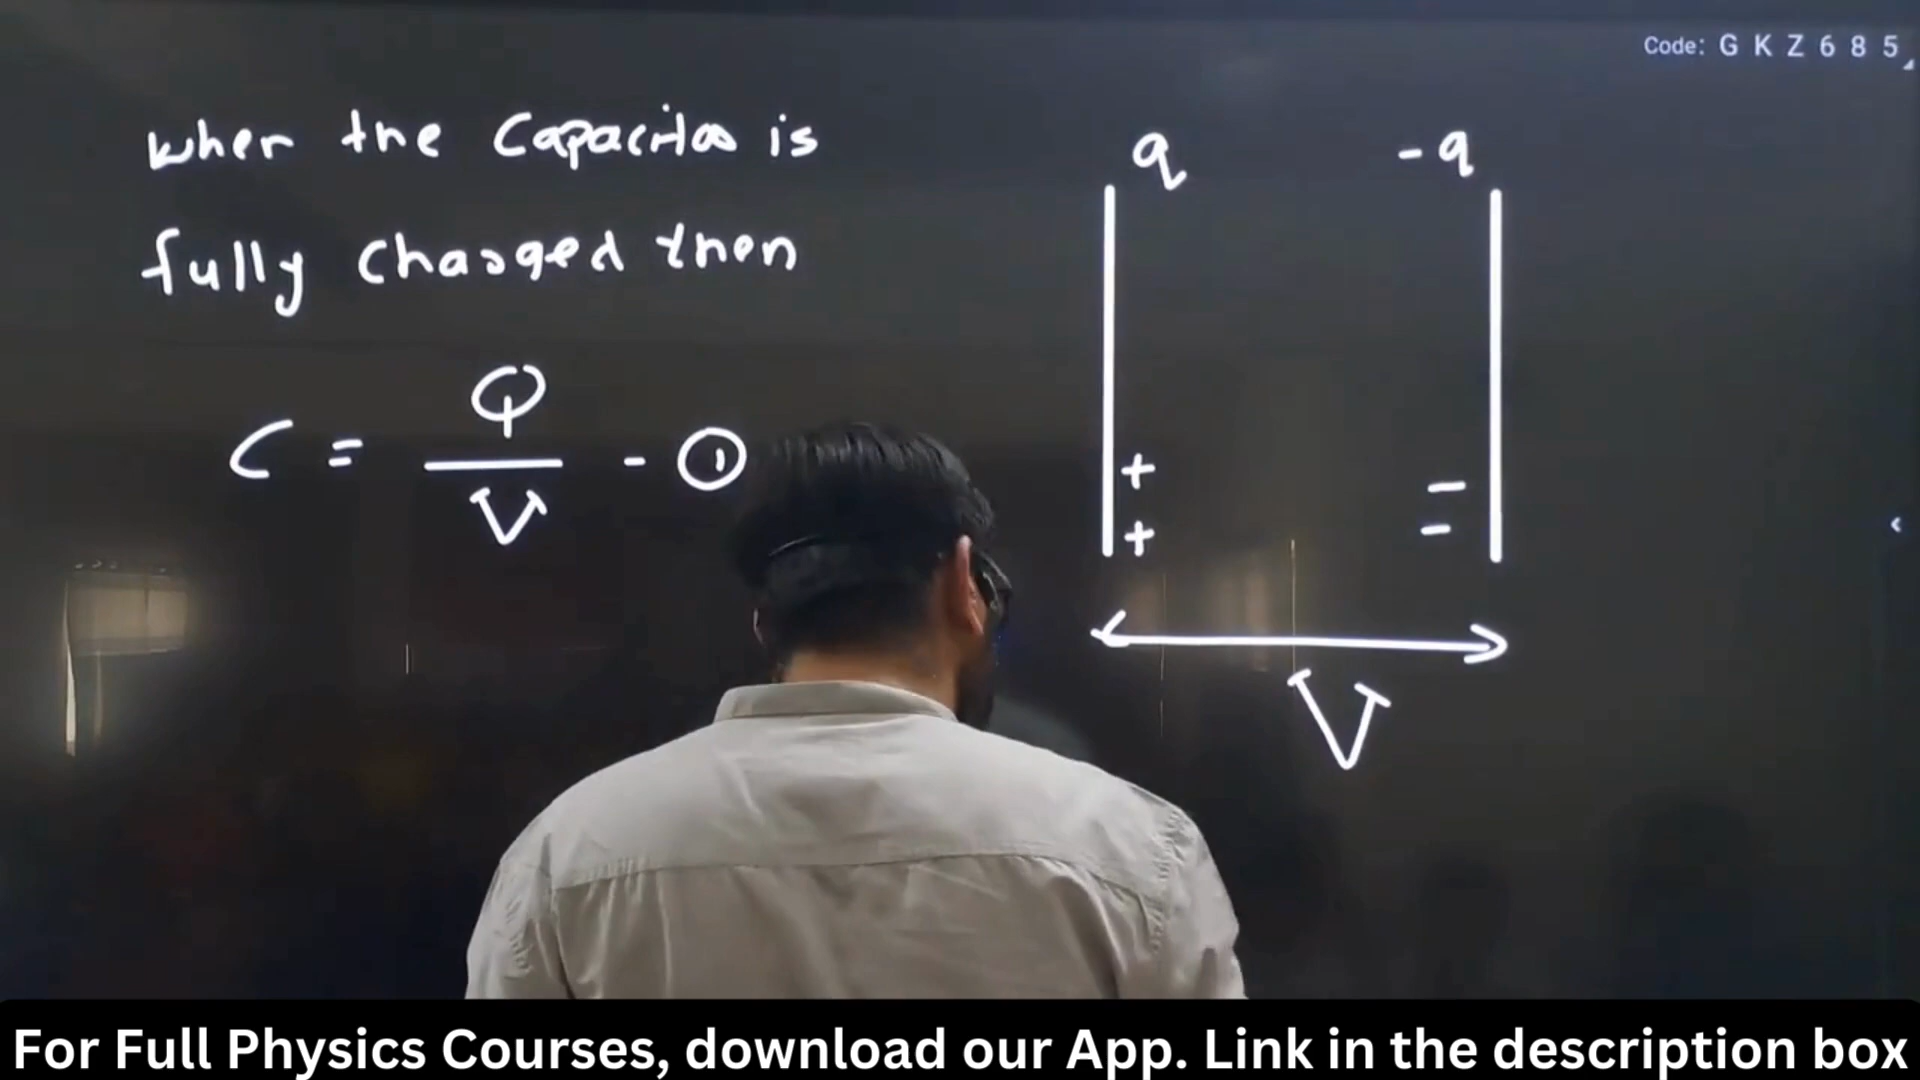 Code: G K Z 6 8 5
when the Capacitor is
fully charged then
C = Q / V - ①
q
-q
+
+
-
-
V
For Full Physics Courses, download our App. Link in the description box